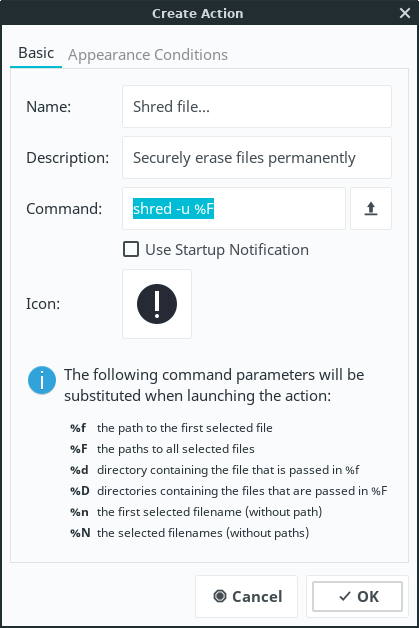 Create Action
Basic Appearance Conditions
Name: Shred file...
Description: Securely erase files permanently
Command: shred -u %F
Use Startup Notification
Icon:
The following command parameters will be
substituted when launching the action:
%f the path to the first selected file
%F the paths to all selected files
%d directory containing the file that is passed in %f
%D directories containing the files that are passed in %F
%n the first selected filename (without path)
%N the selected filenames (without paths)
Cancel OK